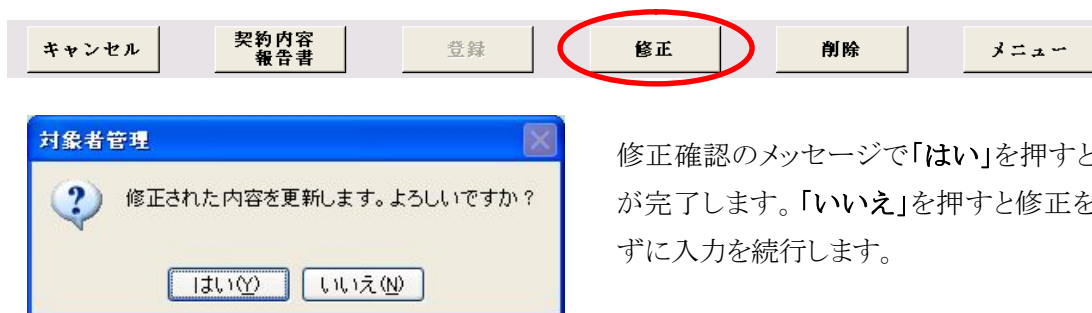 キャンセル
契約内容
報告書
登録
修正
削除
メニュー
対象者管理
修正された内容を更新します。よろしいですか？
はい(Y)
いいえ(N)
修正確認のメッセージで「はい」を押すと
が完了します。「いいえ」を押すと修正を
ずに入力を続行します。